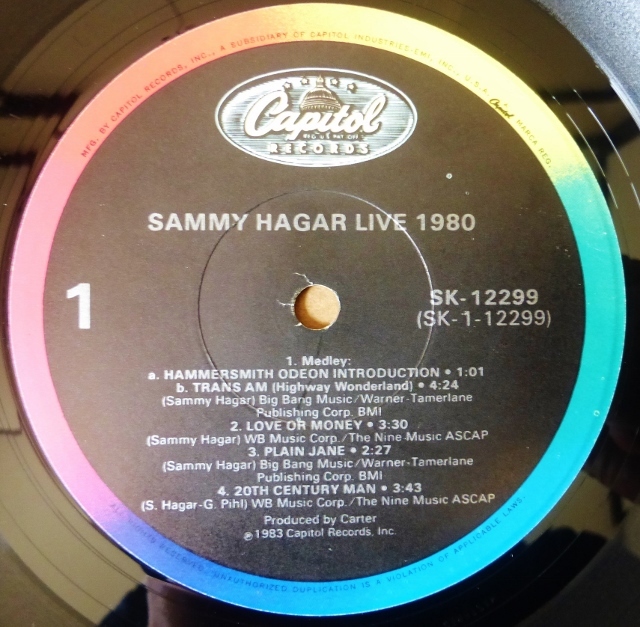 MFG. BY CAPITOL RECORDS, INC., A SUBSIDIARY OF CAPITOL INDUSTRIES-EMI, INC., U.S.A. Capitol MARCA REG.
Capitol
REG. U.S. PAT. OFF.
RECORDS
SAMMY HAGAR LIVE 1980
1
SK-12299
(SK-1-12299)
1. Medley:
a. HAMMERSMITH ODEON INTRODUCTION • 1:01
b. TRANS AM (Highway Wonderland) • 4:24
(Sammy Hagar) Big Bang Music/Warner-Tamerlane
Publishing Corp. BMI
2. LOVE OR MONEY • 3:30
(Sammy Hagar) WB Music Corp./The Nine Music ASCAP
3. PLAIN JANE • 2:27
(Sammy Hagar) Big Bang Music/Warner-Tamerlane
Publishing Corp. BMI
4. 20TH CENTURY MAN • 3:43
(S. Hagar-G. Pihl) WB Music Corp./The Nine Music ASCAP
Produced by Carter
℗1983 Capitol Records, Inc.
ALL RIGHTS RESERVED. UNAUTHORIZED DUPLICATION IS A VIOLATION OF APPLICABLE LAWS.